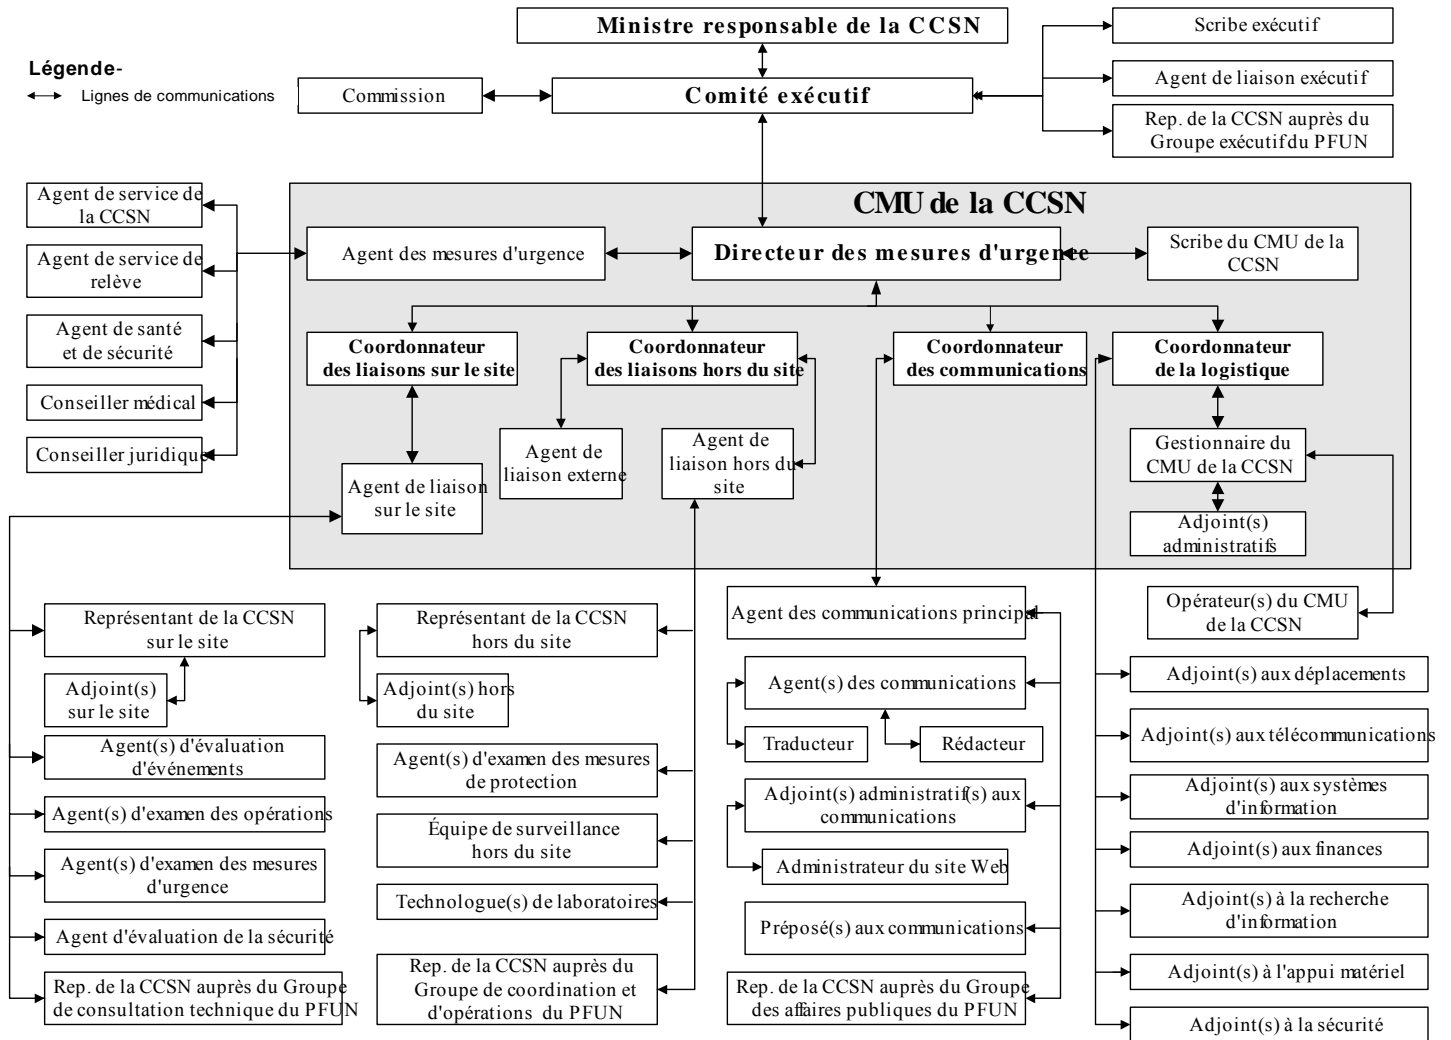 Ministre responsable de la CCSN
Scribe exécutif
Légende-
Lignes de communications
Commission
Comité exécutif
Agent de liaison exécutif
Rep. de la CCSN auprès du
Groupe exécutif du PFUN
CMU de la CCSN
Agent de service de
la CCSN
Agent de service de
relève
Agent de santé
et de sécurité
Conseiller médical
Conseiller juridique
Agent des mesures d'urgence
Directeur des mesures d'urgence
Scribe du CMU de la
CCSN
Coordonnateur
des liaisons sur le site
Coordonnateur
des liaisons hors du site
Coordonnateur
des communications
Coordonnateur
de la logistique
Agent de liaison
sur le site
Agent de
liaison externe
Agent de
liaison hors du
site
Gestionnaire du
CMU de la CCSN
Adjoint(s)
administratifs
Représentant de la CCSN
sur le site
Adjoint(s)
sur le site
Agent(s) d'évaluation
d'événements
Agent(s) d'examen des opérations
Agent(s) d'examen des mesures
d'urgence
Agent d'évaluation de la sécurité
Rep. de la CCSN auprès du Groupe
de consultation technique du PFUN
Représentant de la CCSN
hors du site
Adjoint(s) hors
du site
Agent(s) d'examen des mesures
de protection
Équipe de surveillance
hors du site
Technologue(s) de laboratoires
Rep. de la CCSN auprès du
Groupe de coordination et
d'opérations du PFUN
Agent des communications principal
Agent(s) des communications
Traducteur
Rédacteur
Adjoint(s) administratif(s) aux
communications
Administrateur du site Web
Préposé(s) aux communications
Rep. de la CCSN auprès du Groupe
des affaires publiques du PFUN
Opérateur(s) du CMU
de la CCSN
Adjoint(s) aux déplacements
Adjoint(s) aux télécommunications
Adjoint(s) aux systèmes
d'information
Adjoint(s) aux finances
Adjoint(s) à la recherche
d'information
Adjoint(s) à l'appui matériel
Adjoint(s) à la sécurité